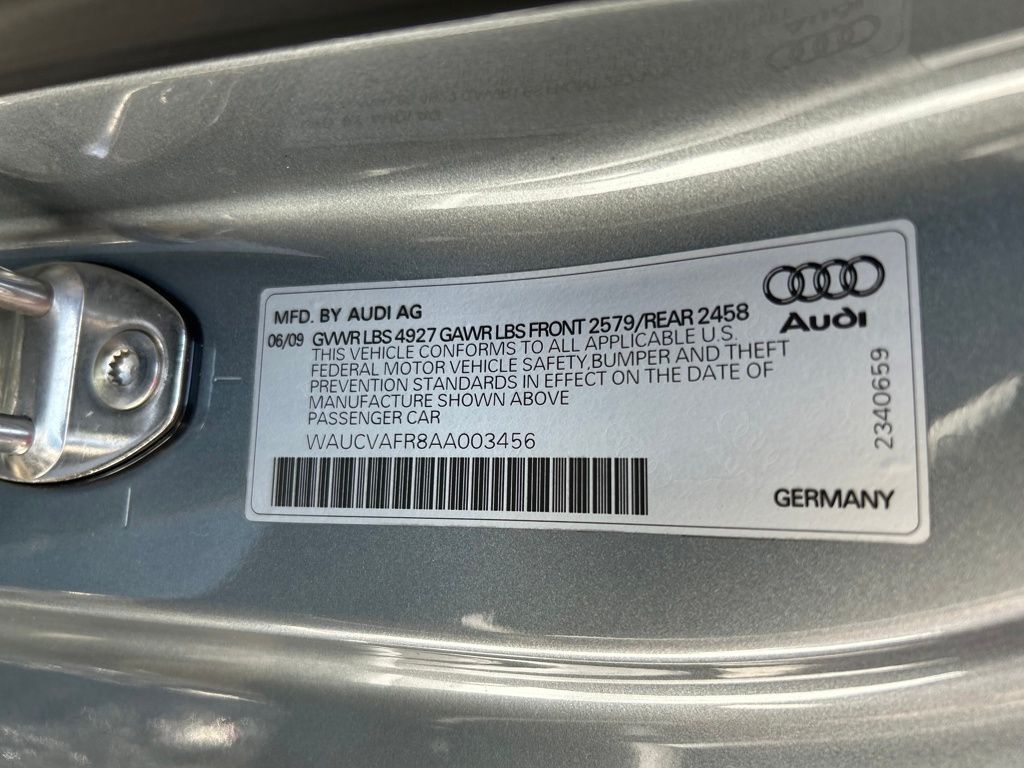 MFD. BY AUDI AG
06/09 GVWR LBS 4927 GAWR LBS FRONT 2579/REAR 2458
THIS VEHICLE CONFORMS TO ALL APPLICABLE U.S.
FEDERAL MOTOR VEHICLE SAFETY,BUMPER AND THEFT
PREVENTION STANDARDS IN EFFECT ON THE DATE OF
MANUFACTURE SHOWN ABOVE
PASSENGER CAR
WAUCVAFR8AA003456
Audi
2340659
GERMANY